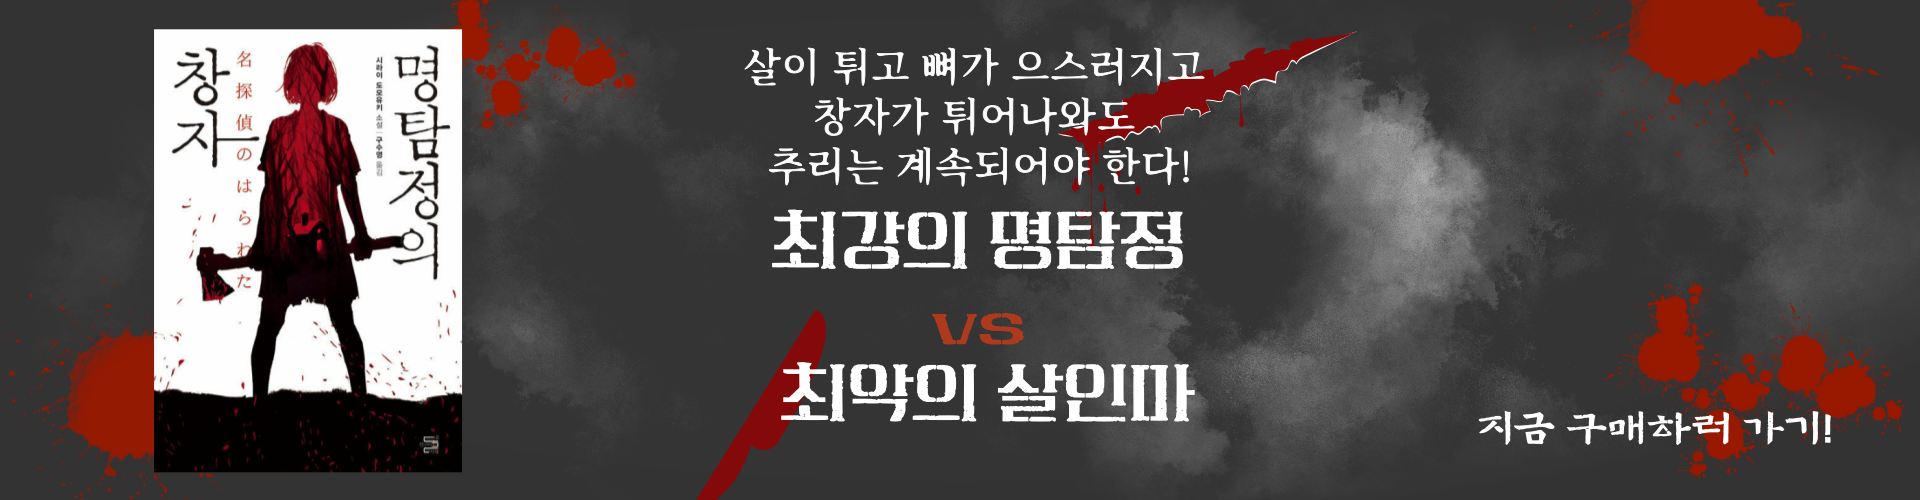 명탐정의
창자
名探偵のはらわた
시라이 도모유키 소설 구수영 옮김
살이 튀고 뼈가 으스러지고
창자가 튀어나와도
추리는 계속되어야 한다!
최강의 명탐정
VS
최악의 살인마
지금 구매하러 가기!